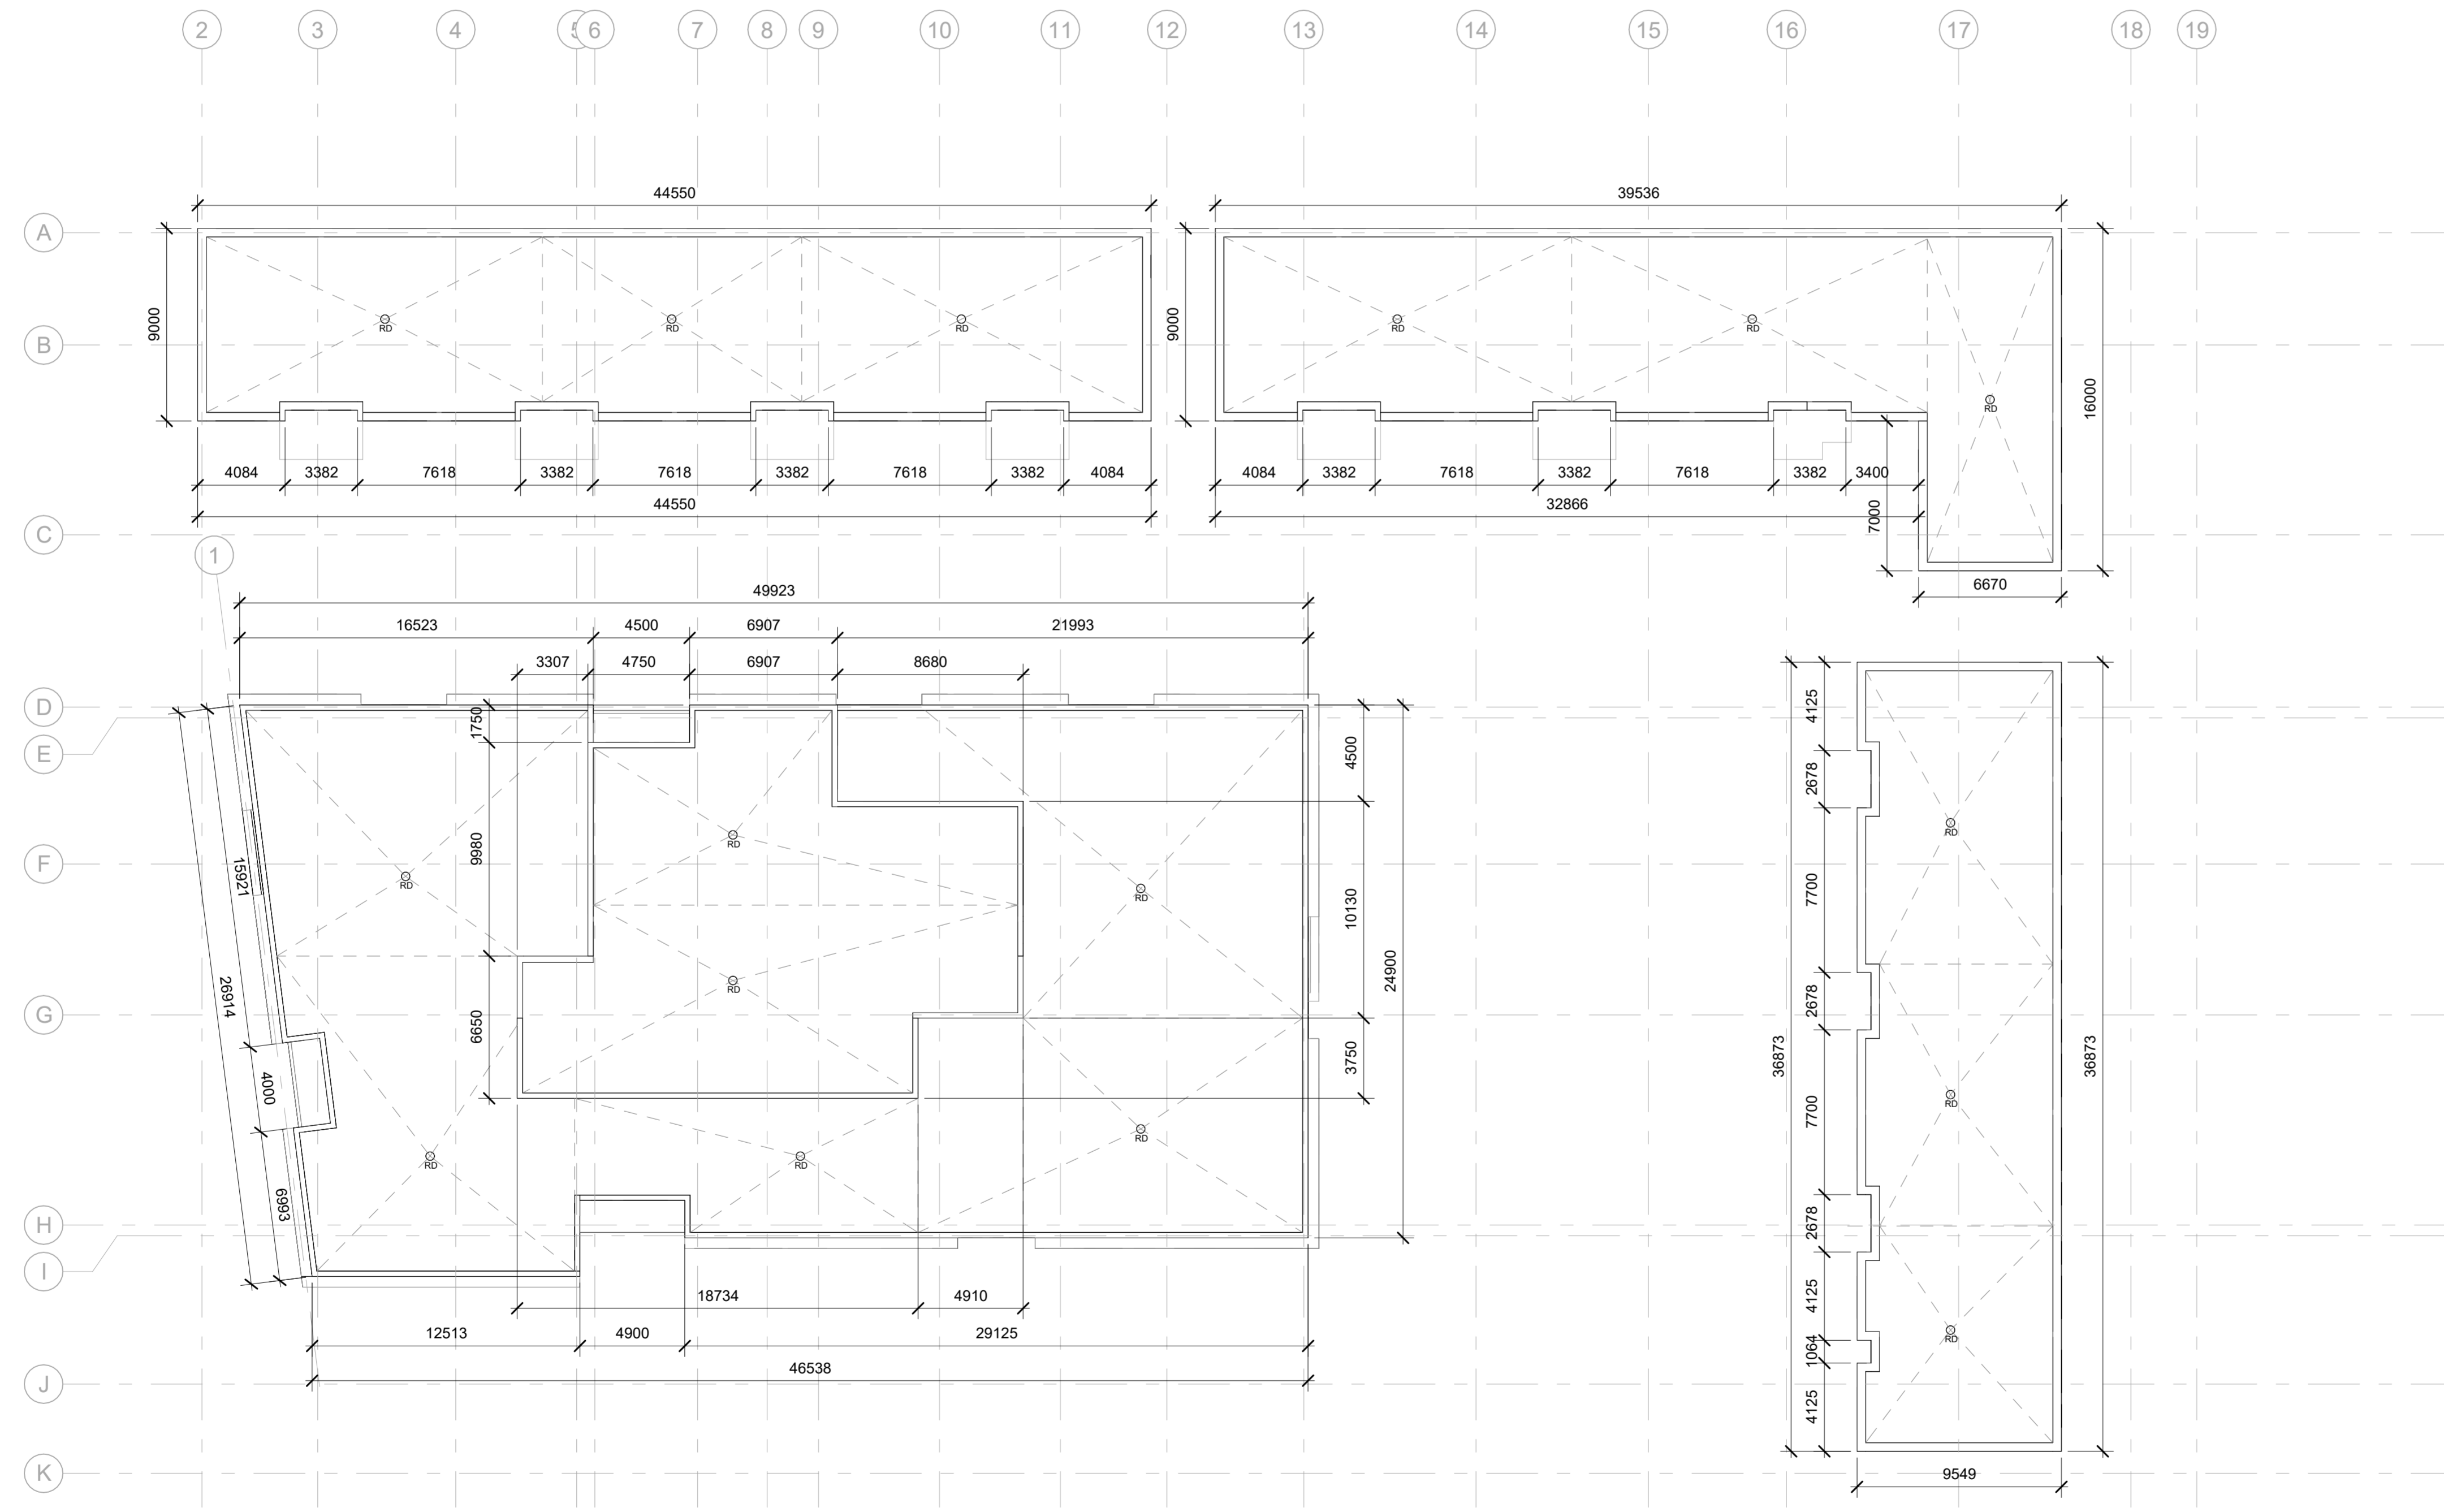 2 3 4 5 6 7 8 9 10 11 12 13 14 15 16 17 18 19
44550 39536
A
9000 9000 16000
RD RD RD RD RD
B
RD
4084 3382 7618 3382 7618 3382 7618 3382 4084 4084 3382 7618 3382 7618 3382 3400
44550 32866
7000
C
1
6670
49923
16523 4500 6907 21993
3307 4750 6907 8680
D
1750
4125
E
4500
2678
RD
RD
9980
F
15921
RD
RD
7700
10130
24900
RD
26914
G
6650
2678
36873
36873
3750
4000
RD
7700
RD
RD
RD
6993
H
2678
I
18734 4910
4125
12513 4900 29125
RD
1064
46538
J
4125
K
9549